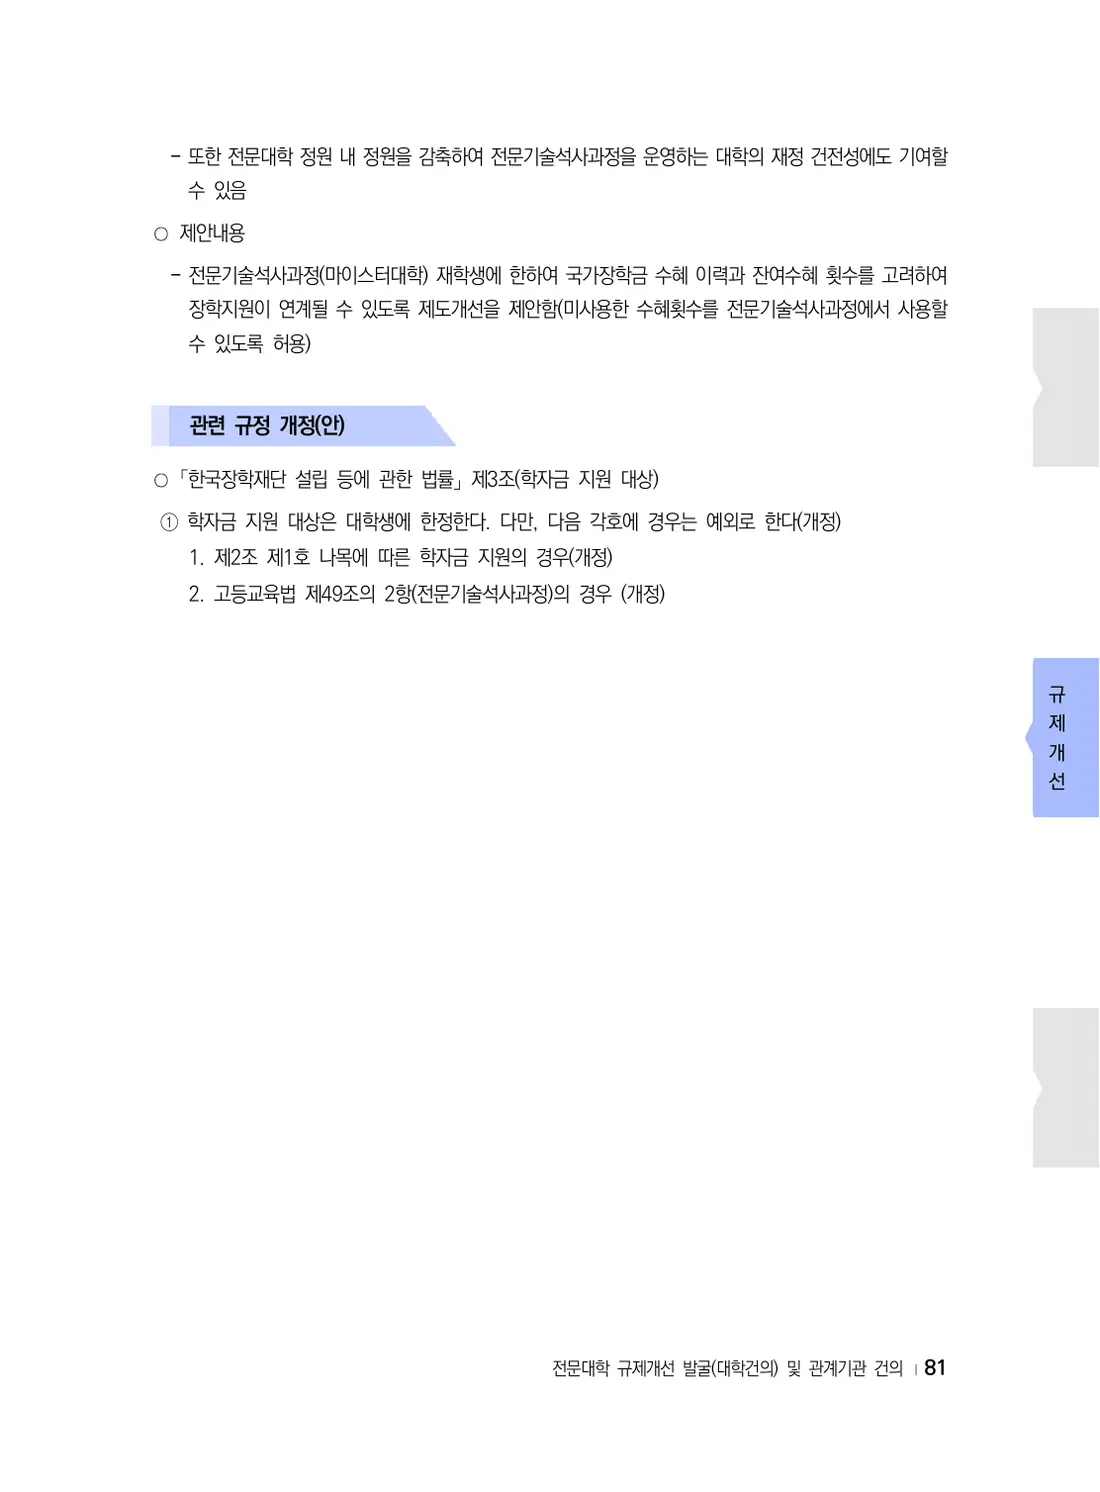 - 또한 전문대학 정원 내 정원을 감축하여 전문기술석사과정을 운영하는 대학의 재정 건전성에도 기여할
수 있음
○ 제안내용
- 전문기술석사과정(마이스터대학) 재학생에 한하여 국가장학금 수혜 이력과 잔여수혜 횟수를 고려하여
장학지원이 연계될 수 있도록 제도개선을 제안함(미사용한 수혜횟수를 전문기술석사과정에서 사용할
수 있도록 허용)
관련 규정 개정(안)
○「한국장학재단 설립 등에 관한 법률」 제3조(학자금 지원 대상)
① 학자금 지원 대상은 대학생에 한정한다. 다만, 다음 각호에 경우는 예외로 한다(개정)
1. 제2조 제1호 나목에 따른 학자금 지원의 경우(개정)
2. 고등교육법 제49조의 2항(전문기술석사과정)의 경우 (개정)
규
제
개
선
전문대학 규제개선 발굴(대학건의) 및 관계기관 건의 | 81